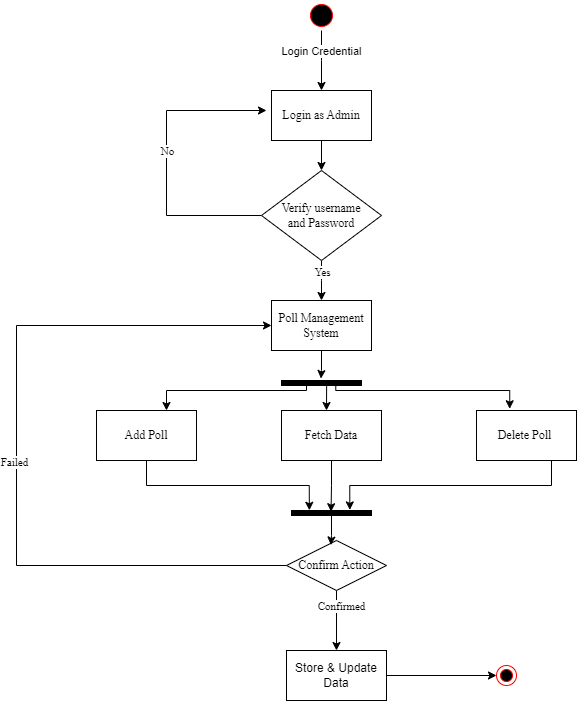 Login Credential
Login as Admin
No
Verify username
and Password
Yes
Poll Management
System
Add Poll
Fetch Data
Delete Poll
Failed
Confirm Action
Confirmed
Store & Update
Data